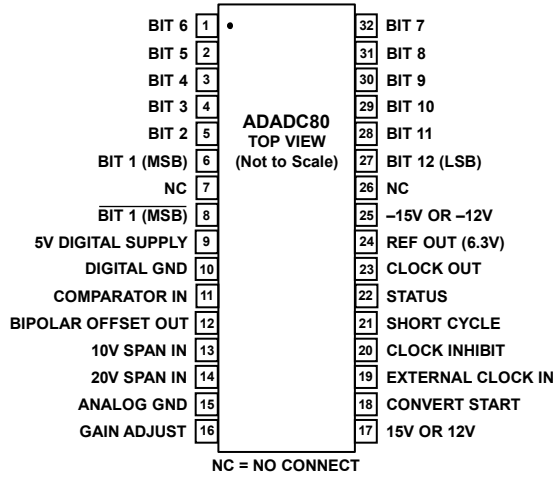 BIT 6 1 32 BIT 7
BIT 5 2 31 BIT 8
BIT 4 3 30 BIT 9
BIT 3 4 29 BIT 10
BIT 2 5 ADADC80 28 BIT 11
TOP VIEW
BIT 1 (MSB) 6 (Not to Scale) 27 BIT 12 (LSB)
NC 7 26 NC
BIT 1 (MSB) 8 25 –15V OR –12V
5V DIGITAL SUPPLY 9 24 REF OUT (6.3V)
DIGITAL GND 10 23 CLOCK OUT
COMPARATOR IN 11 22 STATUS
BIPOLAR OFFSET OUT 12 21 SHORT CYCLE
10V SPAN IN 13 20 CLOCK INHIBIT
20V SPAN IN 14 19 EXTERNAL CLOCK IN
ANALOG GND 15 18 CONVERT START
GAIN ADJUST 16 17 15V OR 12V
NC = NO CONNECT